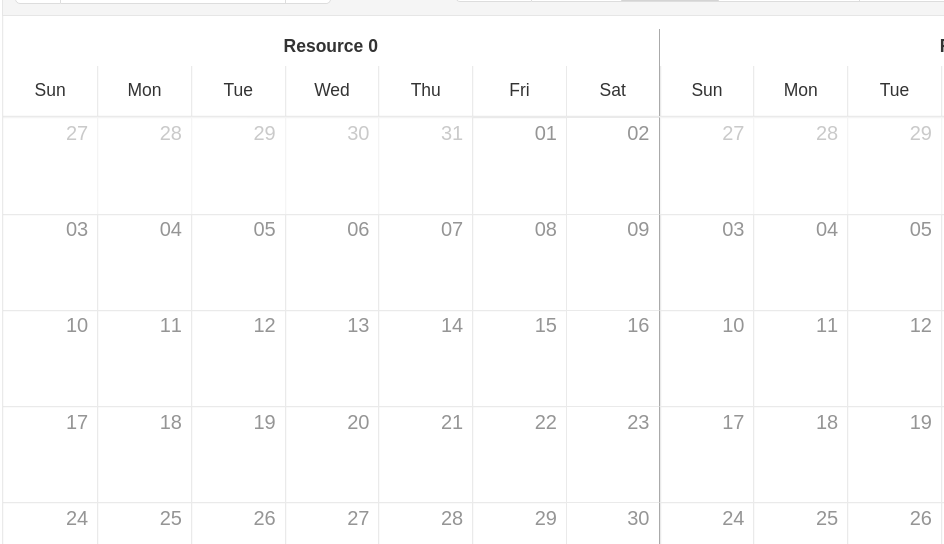 Resource 0
Sun Mon Tue Wed Thu Fri Sat Sun Mon Tue
27 28 29 30 31 01 02 27 28 29
03 04 05 06 07 08 09 03 04 05
10 11 12 13 14 15 16 10 11 12
17 18 19 20 21 22 23 17 18 19
24 25 26 27 28 29 30 24 25 26